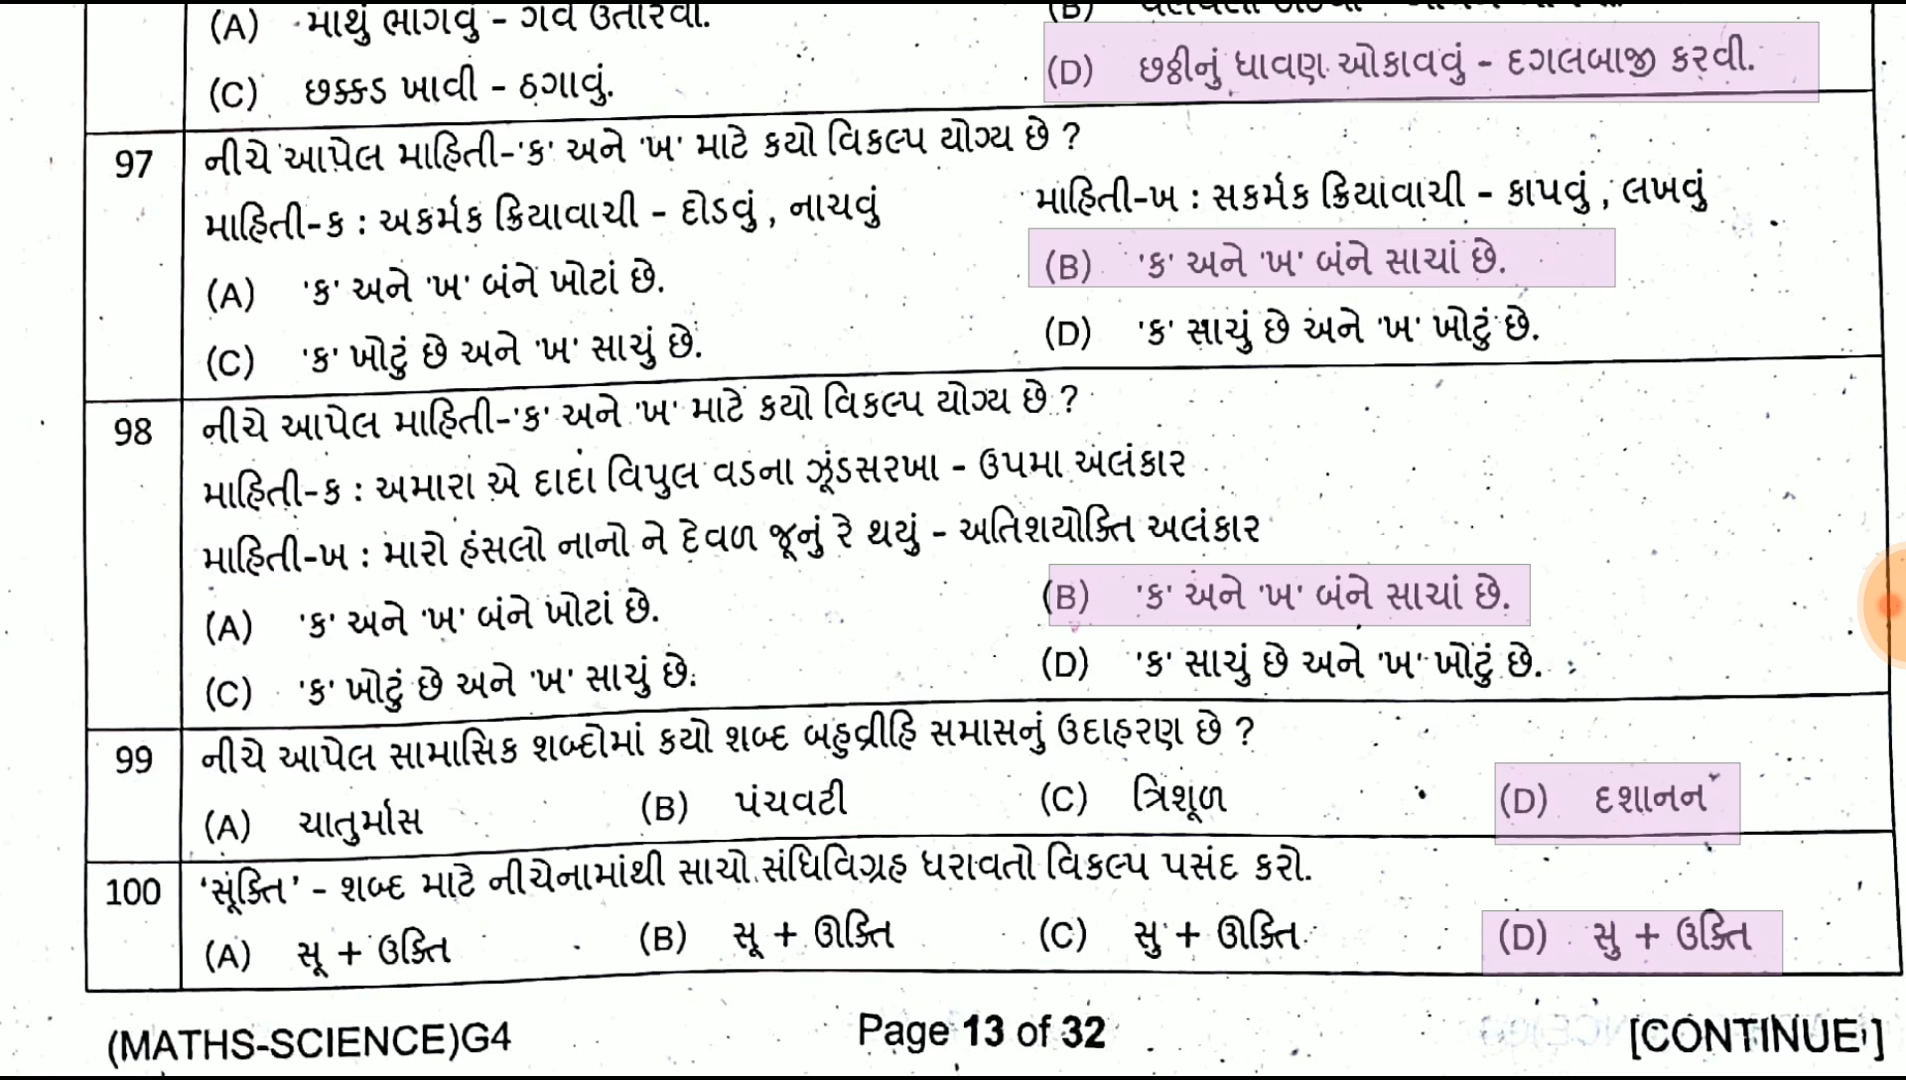 (A) માથું ભાગવું - ગર્વ ઉતારવો.
(B)
(C) છક્કડ ખાવી - ઠગાવું.
(D) છઠ્ઠીનું ધાવણ ઓકાવવું - દગલબાજી કરવી.
97 નીચે આપેલ માહિતી-'ક' અને 'ખ' માટે કયો વિકલ્પ યોગ્ય છે ?
માહિતી-ક : અકર્મક ક્રિયાવાચી - દોડવું , નાચવું માહિતી-ખ : સકર્મક ક્રિયાવાચી - કાપવું , લખવું
(A) 'ક' અને 'ખ' બંને ખોટાં છે. (B) 'ક' અને 'ખ' બંને સાચાં છે.
(C) 'ક' ખોટું છે અને 'ખ' સાચું છે. (D) 'ક' સાચું છે અને 'ખ' ખોટું છે.
98 નીચે આપેલ માહિતી-'ક' અને 'ખ' માટે કયો વિકલ્પ યોગ્ય છે ?
માહિતી-ક : અમારા એ દાદા વિપુલ વડના ઝૂંડસરખા - ઉપમા અલંકાર
માહિતી-ખ : મારો હંસલો નાનો ને દેવળ જૂનું રે થયું - અતિશયોક્તિ અલંકાર
(A) 'ક' અને 'ખ' બંને ખોટાં છે. (B) 'ક' અને 'ખ' બંને સાચાં છે.
(C) 'ક' ખોટું છે અને 'ખ' સાચું છે. (D) 'ક' સાચું છે અને 'ખ' ખોટું છે.
99 નીચે આપેલ સામાસિક શબ્દોમાં કયો શબ્દ બહુવ્રીહિ સમાસનું ઉદાહરણ છે ?
(A) ચાતુર્માસ (B) પંચવટી (C) ત્રિશૂળ (D) દશાનન
100 'સૂક્તિ' - શબ્દ માટે નીચેનામાંથી સાચો સંધિવિગ્રહ ધરાવતો વિકલ્પ પસંદ કરો.
(A) સૂ + ઉક્તિ (B) સૂ + ઊક્તિ (C) સુ + ઊક્તિ (D) સુ + ઉક્તિ
(MATHS-SCIENCE)G4 Page 13 of 32 [CONTINUE]